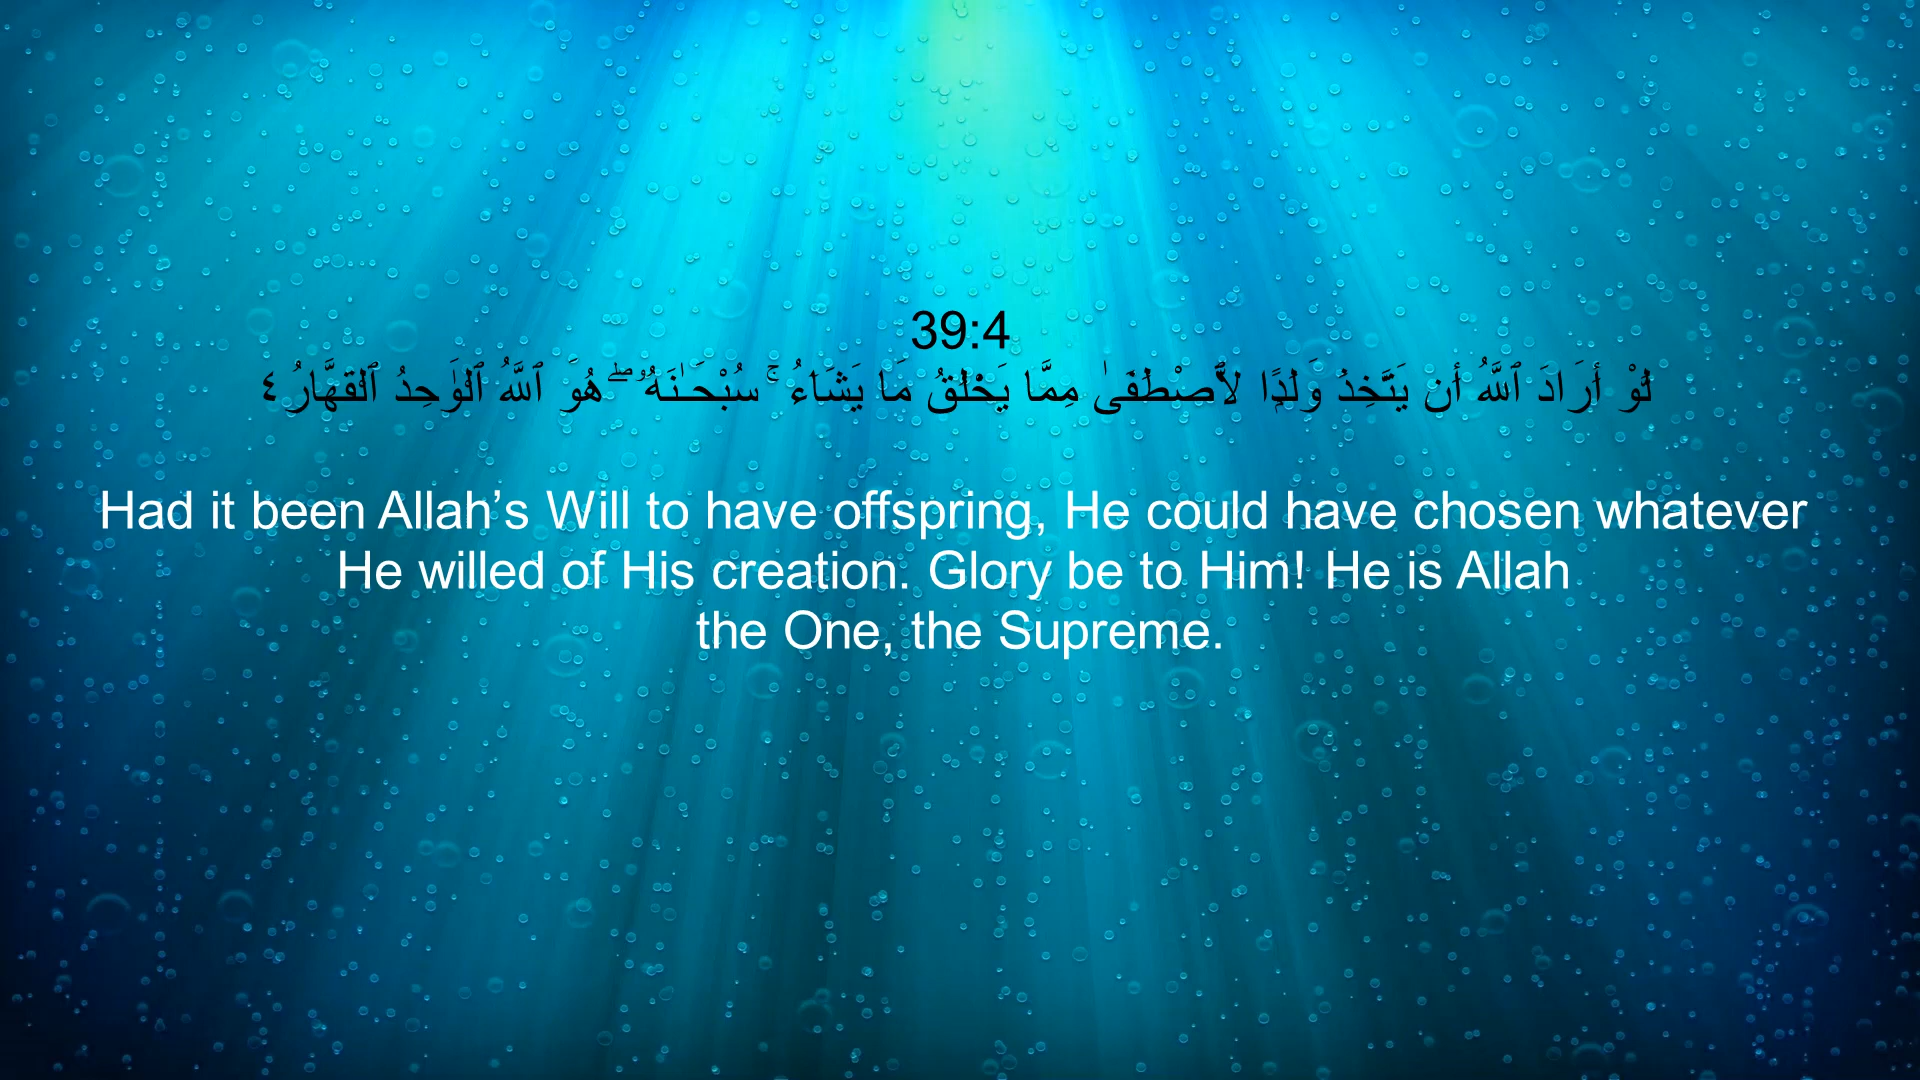 39:4
لَّوْ أَرَادَ ٱللَّهُ أَن يَتَّخِذَ وَلَدًۭا لَّٱصْطَفَىٰ مِمَّا يَخْلُقُ مَا يَشَآءُ ۚ سُبْحَـٰنَهُۥ ۖ هُوَ ٱللَّهُ ٱلْوَٰحِدُ ٱلْقَهَّارُ ٤
Had it been Allah’s Will to have offspring, He could have chosen whatever
He willed of His creation. Glory be to Him! He is Allah
the One, the Supreme.